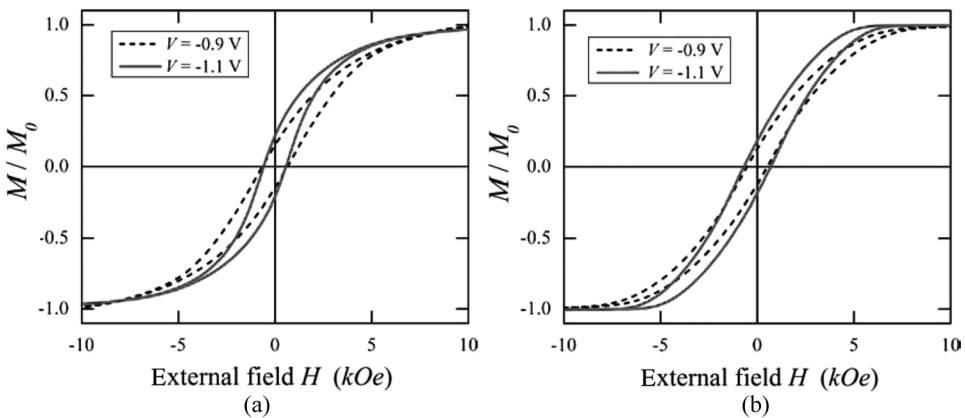 V = -0.9 V
V = -1.1 V
1.0
0.5
0.0
-0.5
-1.0
M / M0
-10
-5
0
5
10
External field H (kOe)
(a)
V = -0.9 V
V = -1.1 V
1.0
0.5
0.0
-0.5
-1.0
M / M0
-10
-5
0
5
10
External field H (kOe)
(b)